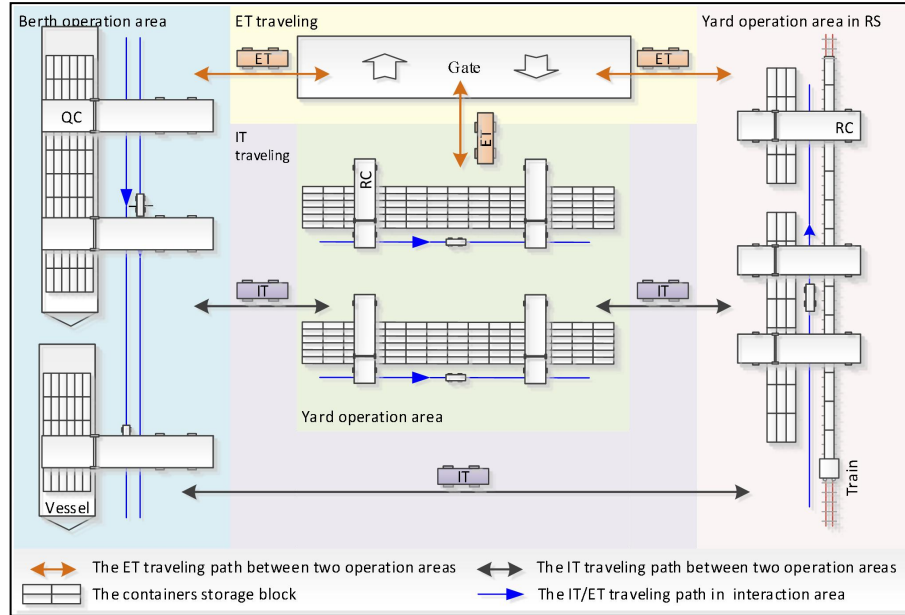 Berth operation area
ET traveling
Yard operation area in RS
ET
Gate
ET
QC
RC
ET
IT
traveling
RC
IT
IT
Yard operation area
IT
Train
Vessel
The ET traveling path between two operation areas
The IT traveling path between two operation areas
The containers storage block
The IT/ET traveling path in interaction area